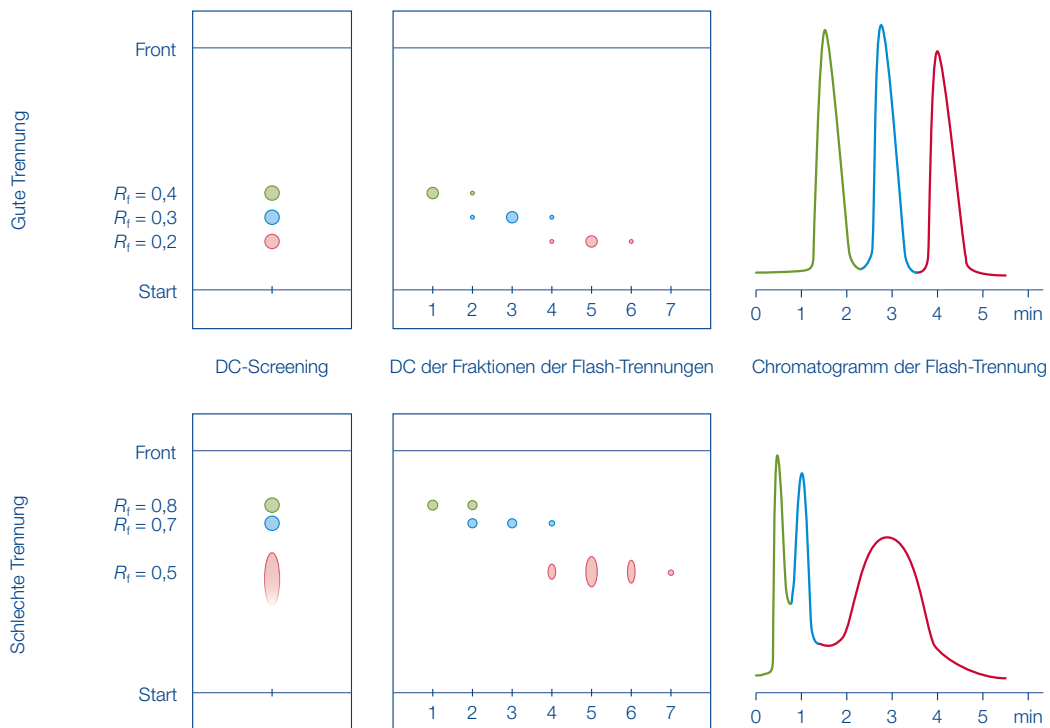 Gute Trennung
Front
Rf = 0,4
Rf = 0,3
Rf = 0,2
Start
1 2 3 4 5 6 7
0 1 2 3 4 5 min
DC-Screening
DC der Fraktionen der Flash-Trennungen
Chromatogramm der Flash-Trennung
Schlechte Trennung
Front
Rf = 0,8
Rf = 0,7
Rf = 0,5
Start
1 2 3 4 5 6 7
0 1 2 3 4 5 min